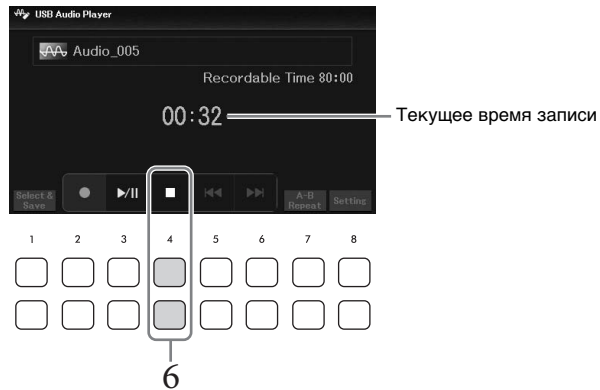 USB Audio Player
Audio_005
Recordable Time 80:00
00:32
Текущее время записи
Select & Save
A-B Repeat
Setting
1 2 3 4 5 6 7 8
6